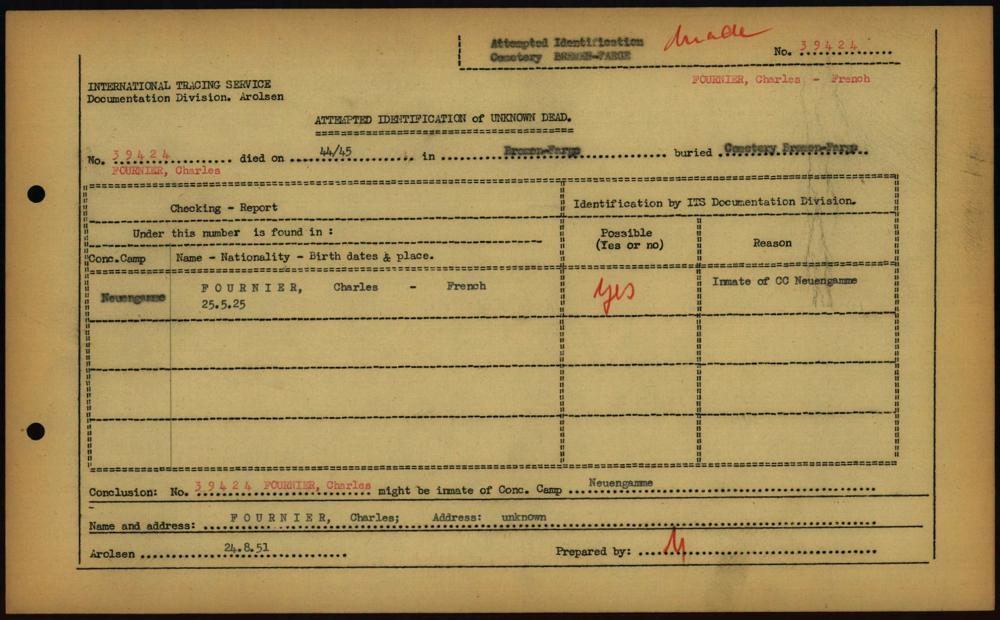 Attempted Identification made
Cemetery BREMEN-FARGE No. 39424
FOURNIER, Charles - French
INTERNATIONAL TRACING SERVICE
Documentation Division. Arolsen
ATTEMPTED IDENTIFICATION of UNKNOWN DEAD.
No. 39424 died on 44/45 in Bremen-Farge buried Cemetery Bremen-Farge
FOURNIER, Charles
Checking - Report
Identification by ITS Documentation Division.
Under this number is found in :
Possible
(Yes or no)
Reason
Conc.Camp
Name - Nationality - Birth dates & place.
Neuengamme
FOURNIER, Charles - French
25.5.25
yes
Inmate of CC Neuengamme
Conclusion: No. 39424 FOURNIER, Charles might be inmate of Conc. Camp Neuengamme
Name and address: FOURNIER, Charles; Address: unknown
Arolsen 24.8.51
Prepared by: